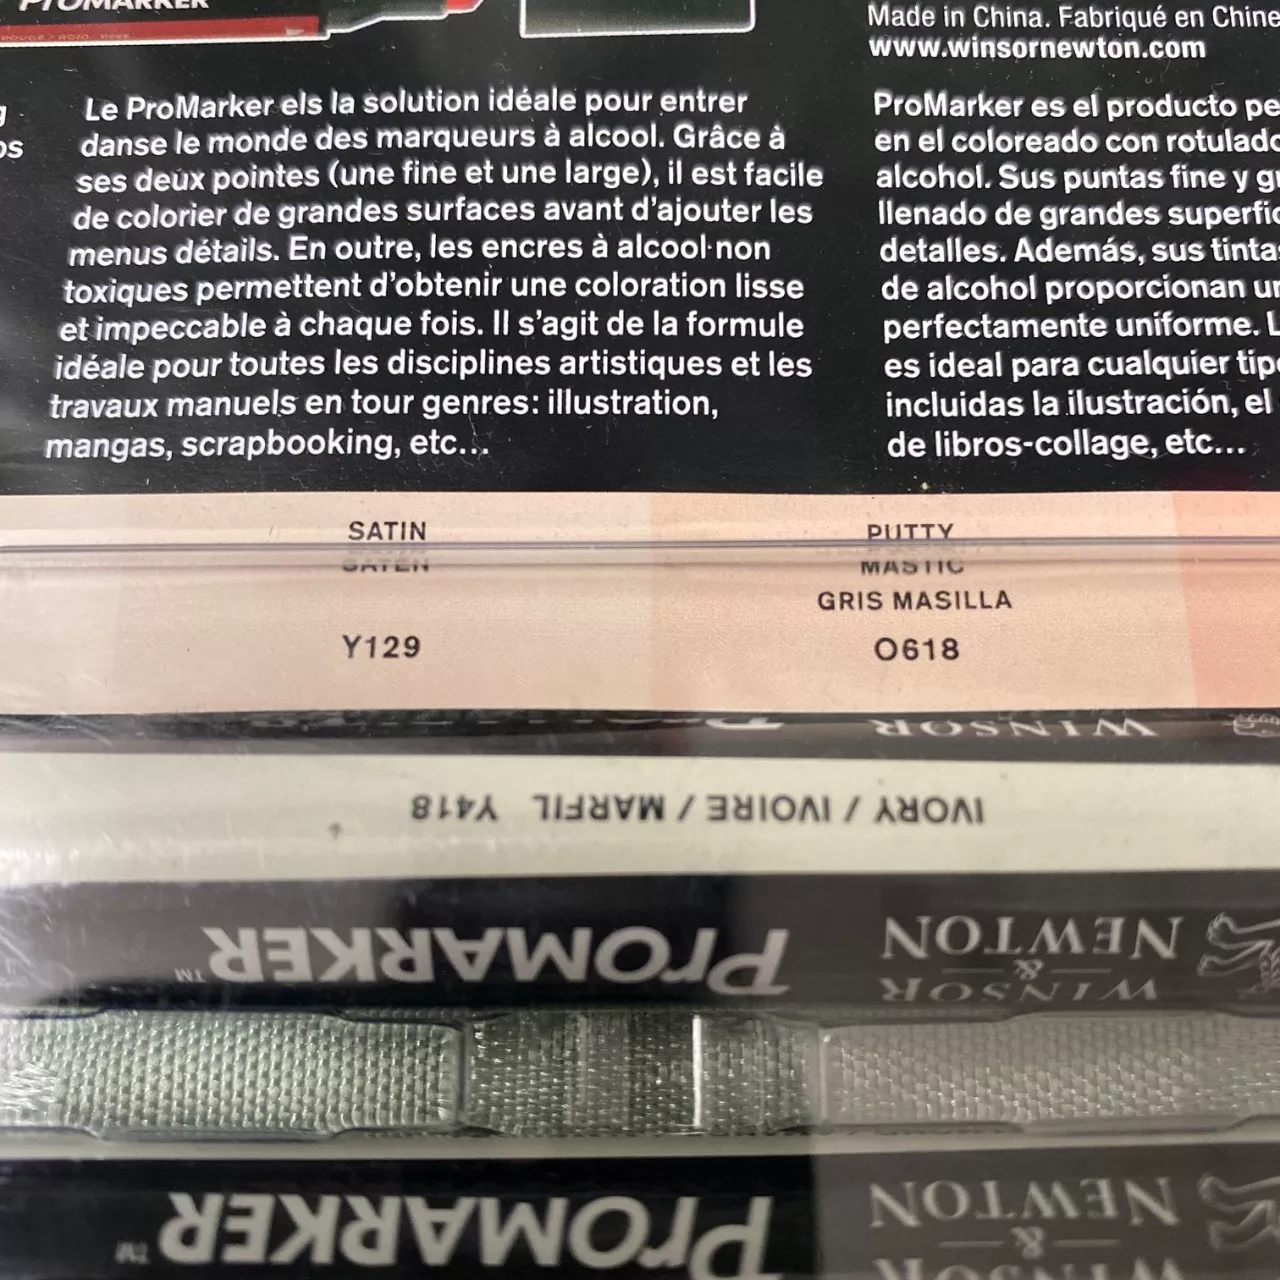 PROMARKER
Made in China. Fabriqué en Chine
www.winsornewton.com
Le ProMarker els la solution idéale pour entrer
danse le monde des marqueurs à alcool. Grâce à
ses deux pointes (une fine et une large), il est facile
de colorier de grandes surfaces avant d'ajouter les
menus détails. En outre, les encres à alcool non
toxiques permettent d'obtenir une coloration lisse
et impeccable à chaque fois. Il s'agit de la formule
idéale pour toutes les disciplines artistiques et les
travaux manuels en tour genres: illustration,
mangas, scrapbooking, etc...
ProMarker es el producto
en el coloreado con
alcohol. Sus puntas fine y
llenado de grandes
detalles. Además, sus
de alcohol proporcionan
perfectamente uniforme.
es ideal para cualquier
incluidas la ilustración, el
de libros-collage, etc...
SATIN
SATEN
Y129
PUTTY
MASTIC
GRIS MASILLA
O618
WINSOR
IVORY / IVOIRE / MARFIL Y418
WINSOR
&
NEWTON
PROMARKER™
WINSOR
&
NEWTON
PROMARKER™